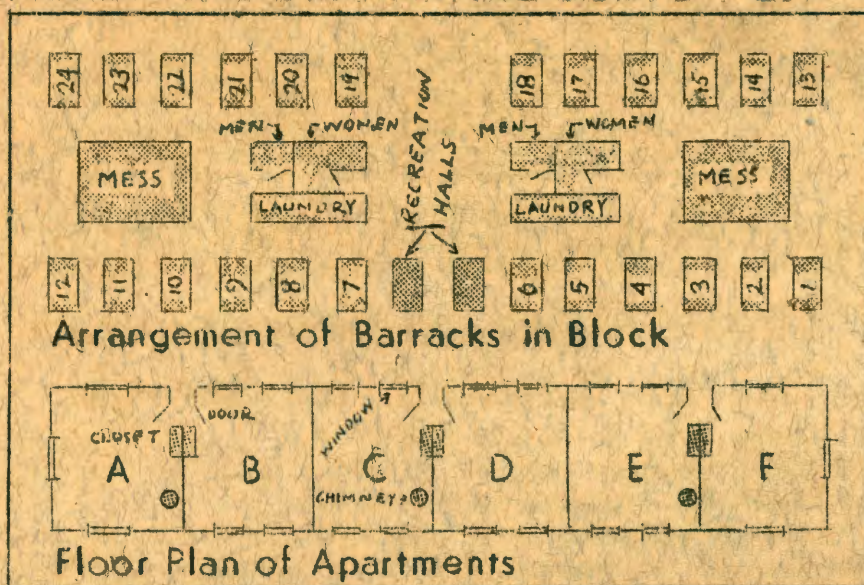 24 23 22 21 20 19 18 17 16 15 14 13
MEN WOMEN MEN WOMEN
MESS RECREATION HALLS MESS
LAUNDRY LAUNDRY
12 11 10 9 8 7 6 5 4 3 2 1
Arrangement of Barracks in Block
DOOR WINDOW
CLOSET
A B C D E F
CHIMNEY
Floor Plan of Apartments